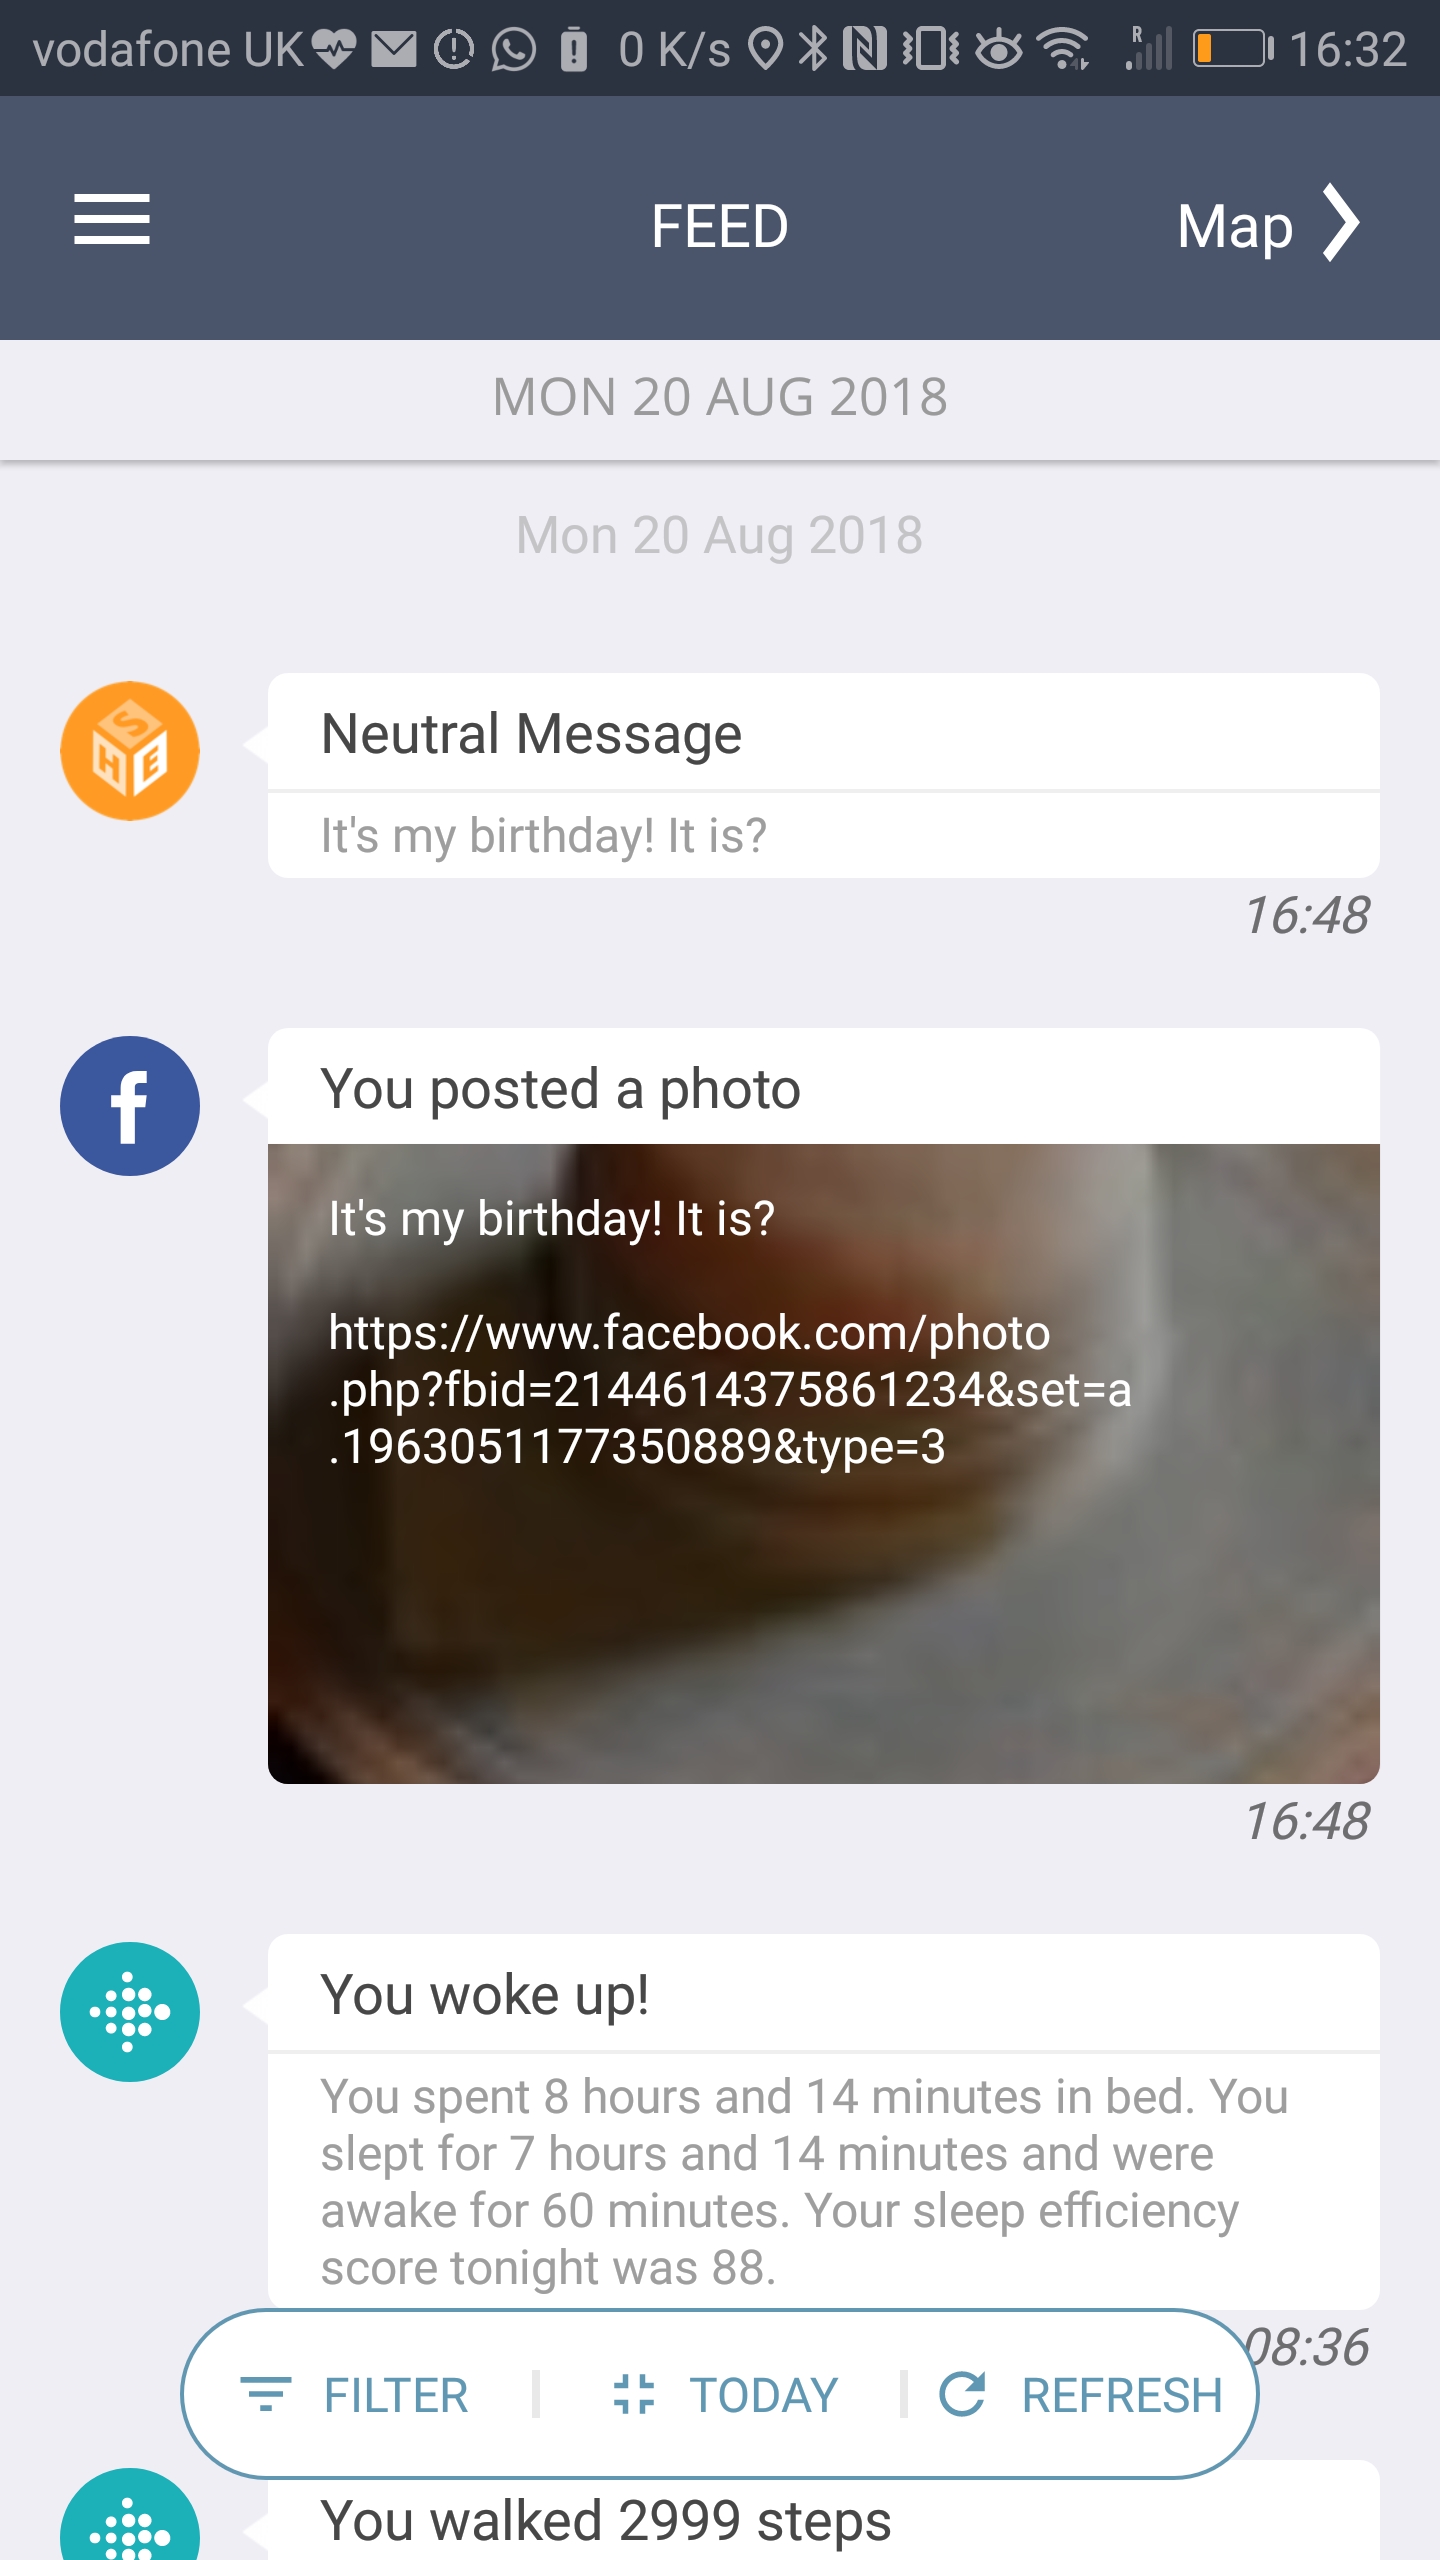 vodafone UK 0 K/s R 16:32
FEED Map
MON 20 AUG 2018
Mon 20 Aug 2018
SHE
Neutral Message
It's my birthday! It is?
16:48
f
You posted a photo
It's my birthday! It is?
https://www.facebook.com/photo
.php?fbid=2144614375861234&set=a
.1963051177350889&type=3
16:48
You woke up!
You spent 8 hours and 14 minutes in bed. You
slept for 7 hours and 14 minutes and were
awake for 60 minutes. Your sleep efficiency
score tonight was 88.
08:36
FILTER TODAY REFRESH
You walked 2999 steps